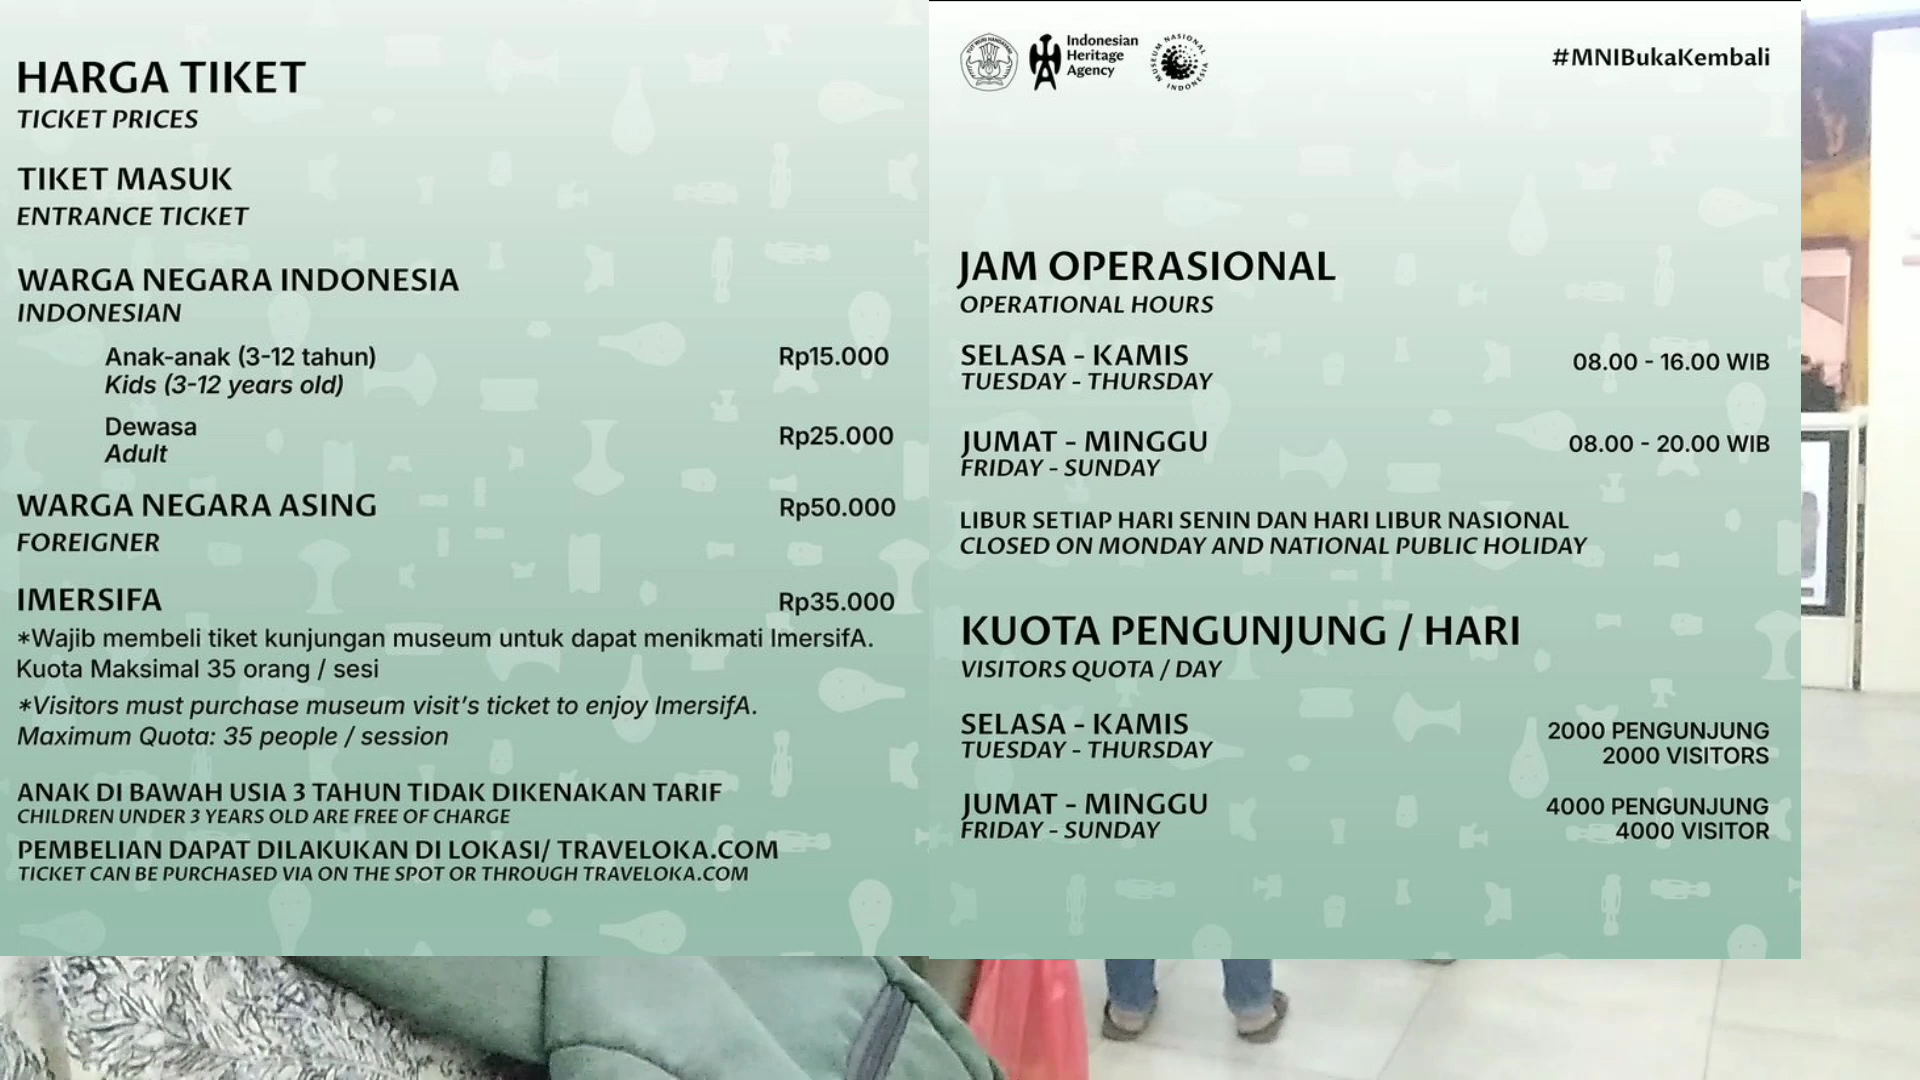 HARGA TIKET
TICKET PRICES
TIKET MASUK
ENTRANCE TICKET
WARGA NEGARA INDONESIA
INDONESIAN
Anak-anak (3-12 tahun) Rp15.000
Kids (3-12 years old)
Dewasa Rp25.000
Adult
WARGA NEGARA ASING Rp50.000
FOREIGNER
IMERSIFA Rp35.000
*Wajib membeli tiket kunjungan museum untuk dapat menikmati ImersifA.
Kuota Maksimal 35 orang / sesi
*Visitors must purchase museum visit's ticket to enjoy ImersifA.
Maximum Quota: 35 people / session
ANAK DI BAWAH USIA 3 TAHUN TIDAK DIKENAKAN TARIF
CHILDREN UNDER 3 YEARS OLD ARE FREE OF CHARGE
PEMBELIAN DAPAT DILAKUKAN DI LOKASI/ TRAVELOKA.COM
TICKET CAN BE PURCHASED VIA ON THE SPOT OR THROUGH TRAVELOKA.COM
TUT WURI HANDAYANI
Indonesian
Heritage
Agency
MUSEUM NASIONAL INDONESIA
#MNIBukaKembali
JAM OPERASIONAL
OPERATIONAL HOURS
SELASA - KAMIS 08.00 - 16.00 WIB
TUESDAY - THURSDAY
JUMAT - MINGGU 08.00 - 20.00 WIB
FRIDAY - SUNDAY
LIBUR SETIAP HARI SENIN DAN HARI LIBUR NASIONAL
CLOSED ON MONDAY AND NATIONAL PUBLIC HOLIDAY
KUOTA PENGUNJUNG / HARI
VISITORS QUOTA / DAY
SELASA - KAMIS 2000 PENGUNJUNG
TUESDAY - THURSDAY 2000 VISITORS
JUMAT - MINGGU 4000 PENGUNJUNG
FRIDAY - SUNDAY 4000 VISITOR